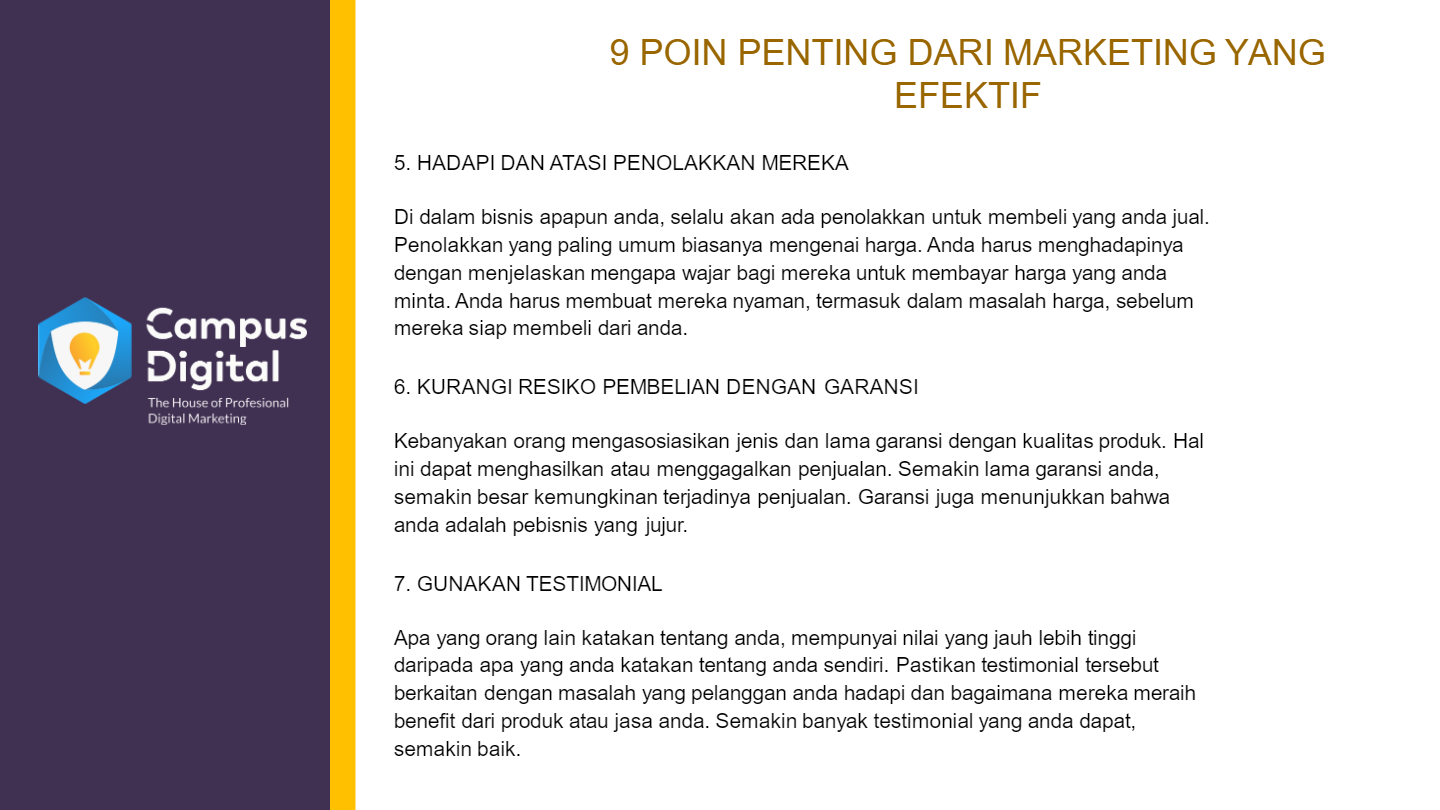 9 POIN PENTING DARI MARKETING YANG
EFEKTIF
5. HADAPI DAN ATASI PENOLAKKAN MEREKA
Di dalam bisnis apapun anda, selalu akan ada penolakkan untuk membeli yang anda jual.
Penolakkan yang paling umum biasanya mengenai harga. Anda harus menghadapinya
dengan menjelaskan mengapa wajar bagi mereka untuk membayar harga yang anda
minta. Anda harus membuat mereka nyaman, termasuk dalam masalah harga, sebelum
mereka siap membeli dari anda.
6. KURANGI RESIKO PEMBELIAN DENGAN GARANSI
Kebanyakan orang mengasosiasikan jenis dan lama garansi dengan kualitas produk. Hal
ini dapat menghasilkan atau menggagalkan penjualan. Semakin lama garansi anda,
semakin besar kemungkinan terjadinya penjualan. Garansi juga menunjukkan bahwa
anda adalah pebisnis yang jujur.
7. GUNAKAN TESTIMONIAL
Apa yang orang lain katakan tentang anda, mempunyai nilai yang jauh lebih tinggi
daripada apa yang anda katakan tentang anda sendiri. Pastikan testimonial tersebut
berkaitan dengan masalah yang pelanggan anda hadapi dan bagaimana mereka meraih
benefit dari produk atau jasa anda. Semakin banyak testimonial yang anda dapat,
semakin baik.
Campus
Digital
The House of Profesional
Digital Marketing